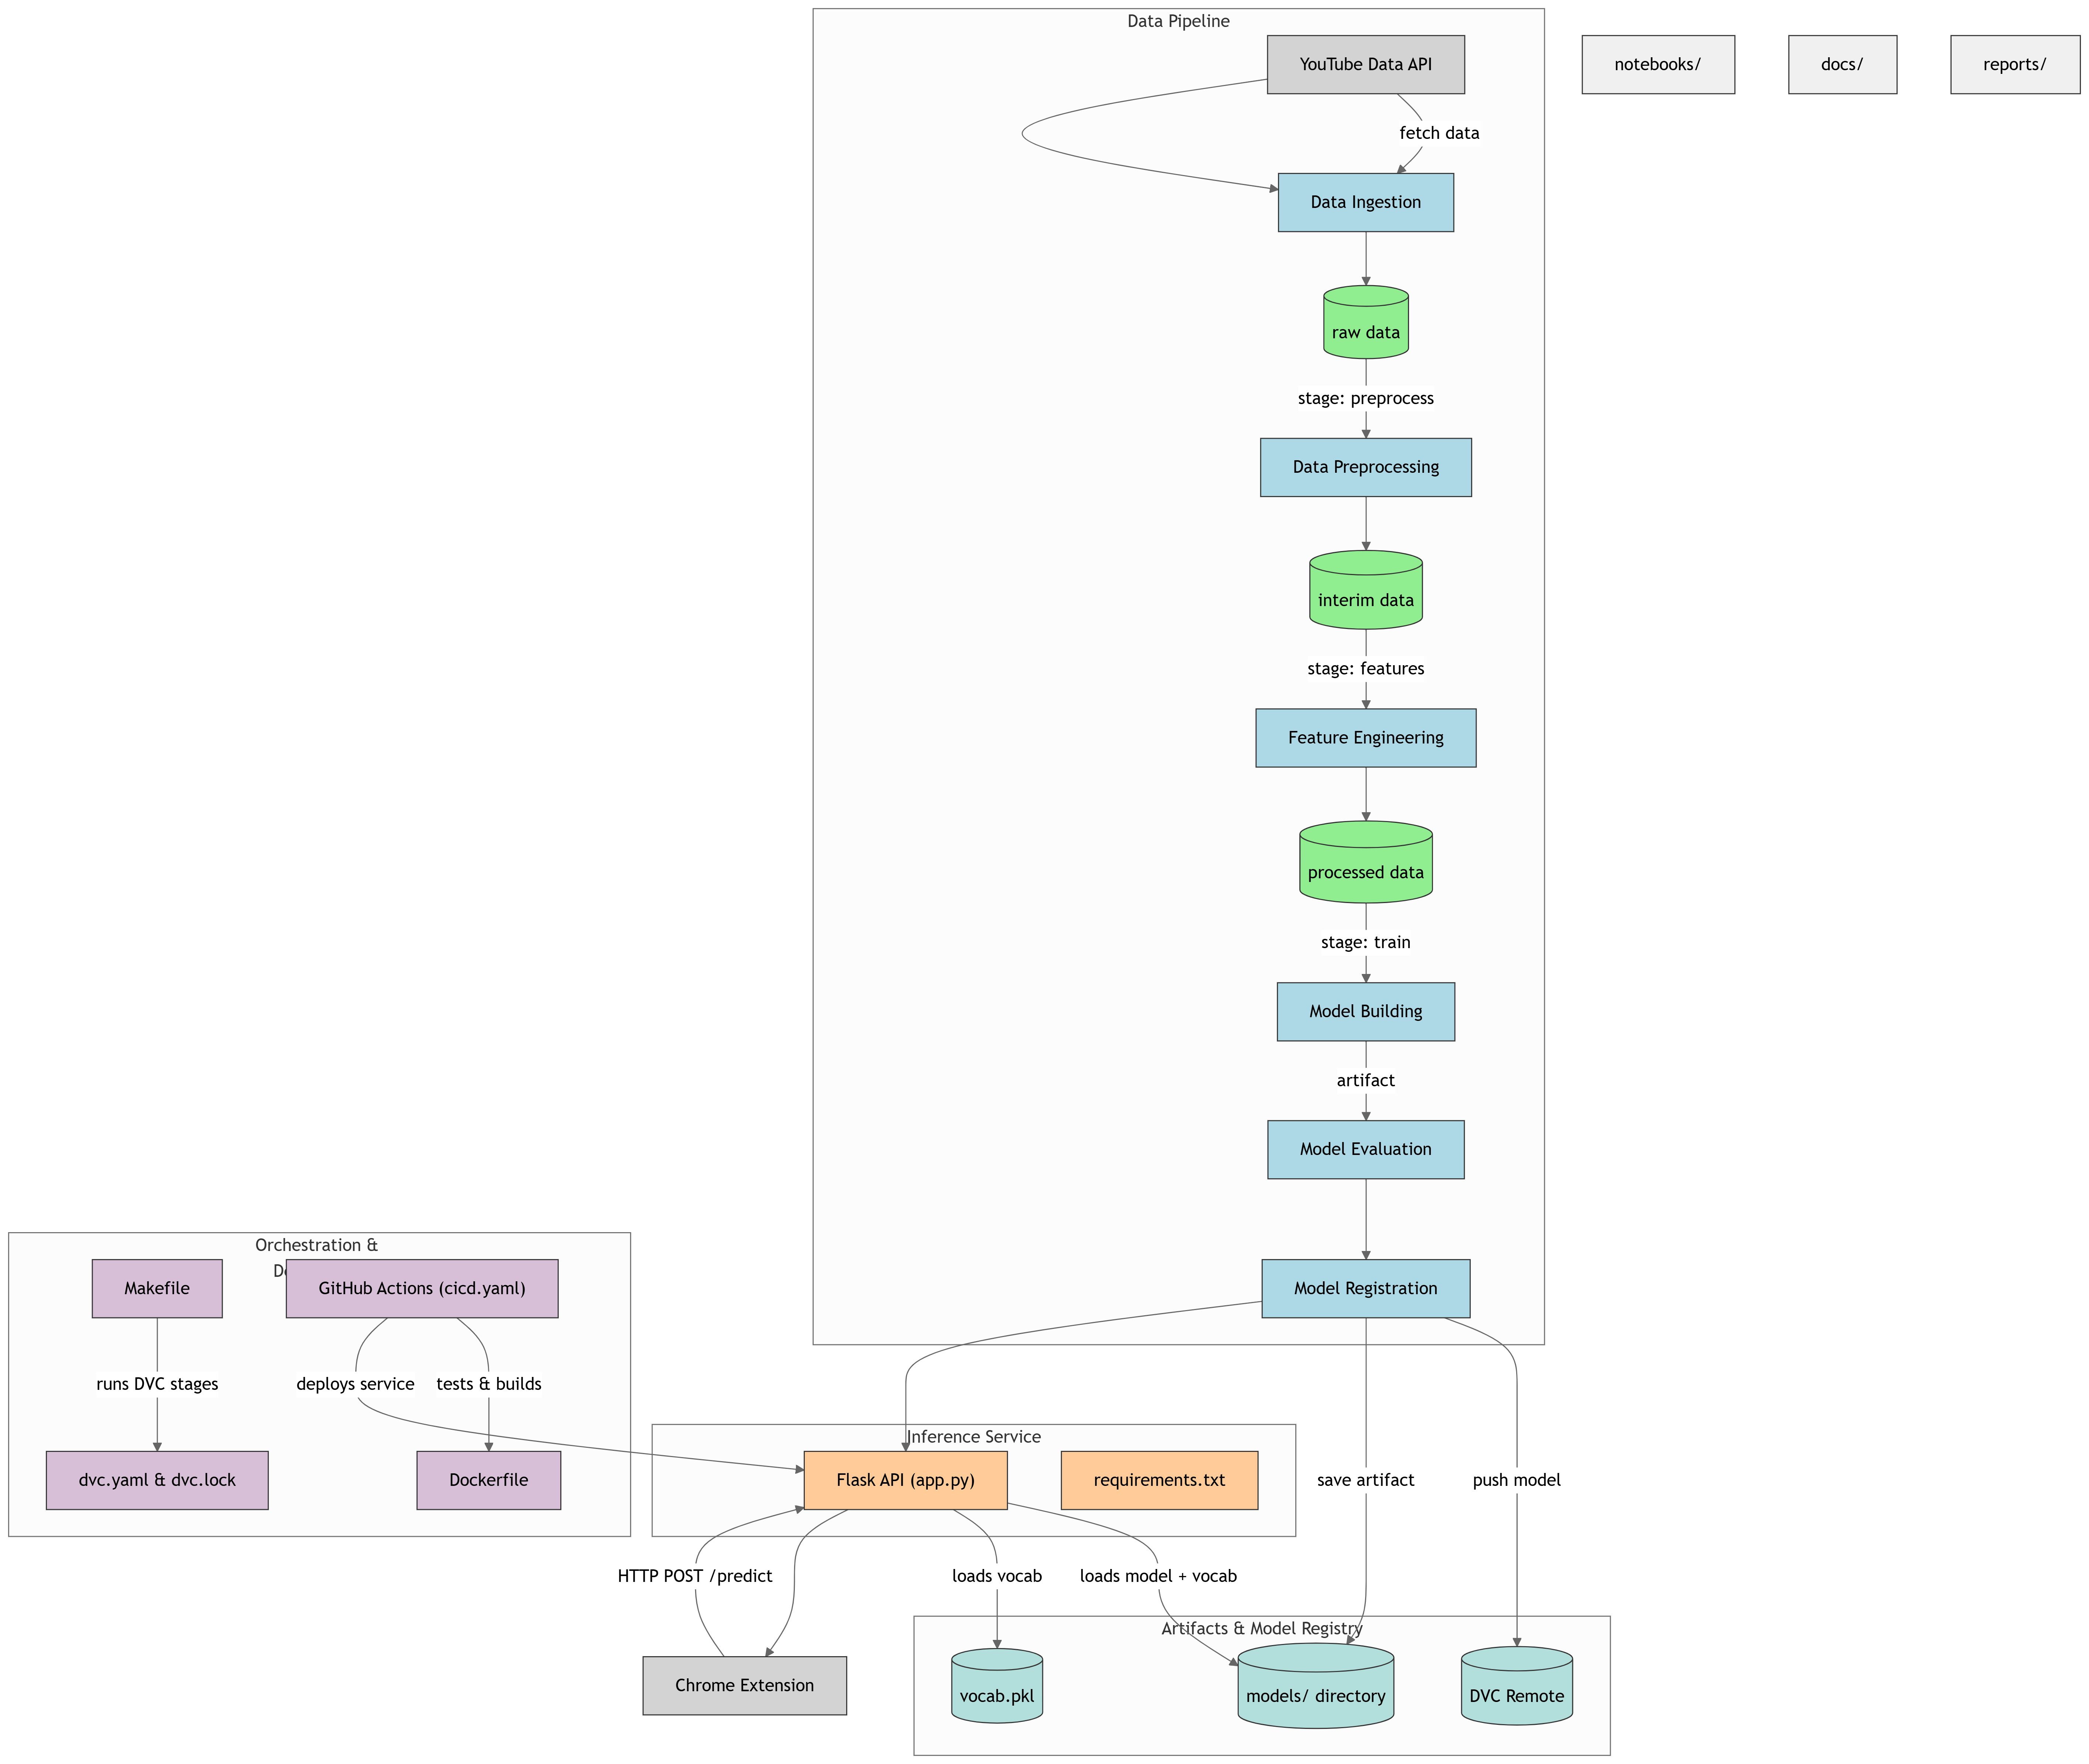 Data Pipeline
YouTube Data API
notebooks/
docs/
reports/
fetch data
Data Ingestion
raw data
stage: preprocess
Data Preprocessing
interim data
stage: features
Feature Engineering
processed data
stage: train
Model Building
artifact
Model Evaluation
Orchestration &
Makefile
GitHub Actions (cicd.yaml)
Model Registration
runs DVC stages
deploys service
tests & builds
Inference Service
dvc.yaml & dvc.lock
Dockerfile
Flask API (app.py)
requirements.txt
save artifact
push model
HTTP POST /predict
loads vocab
loads model + vocab
Artifacts & Model Registry
Chrome Extension
vocab.pkl
models/ directory
DVC Remote